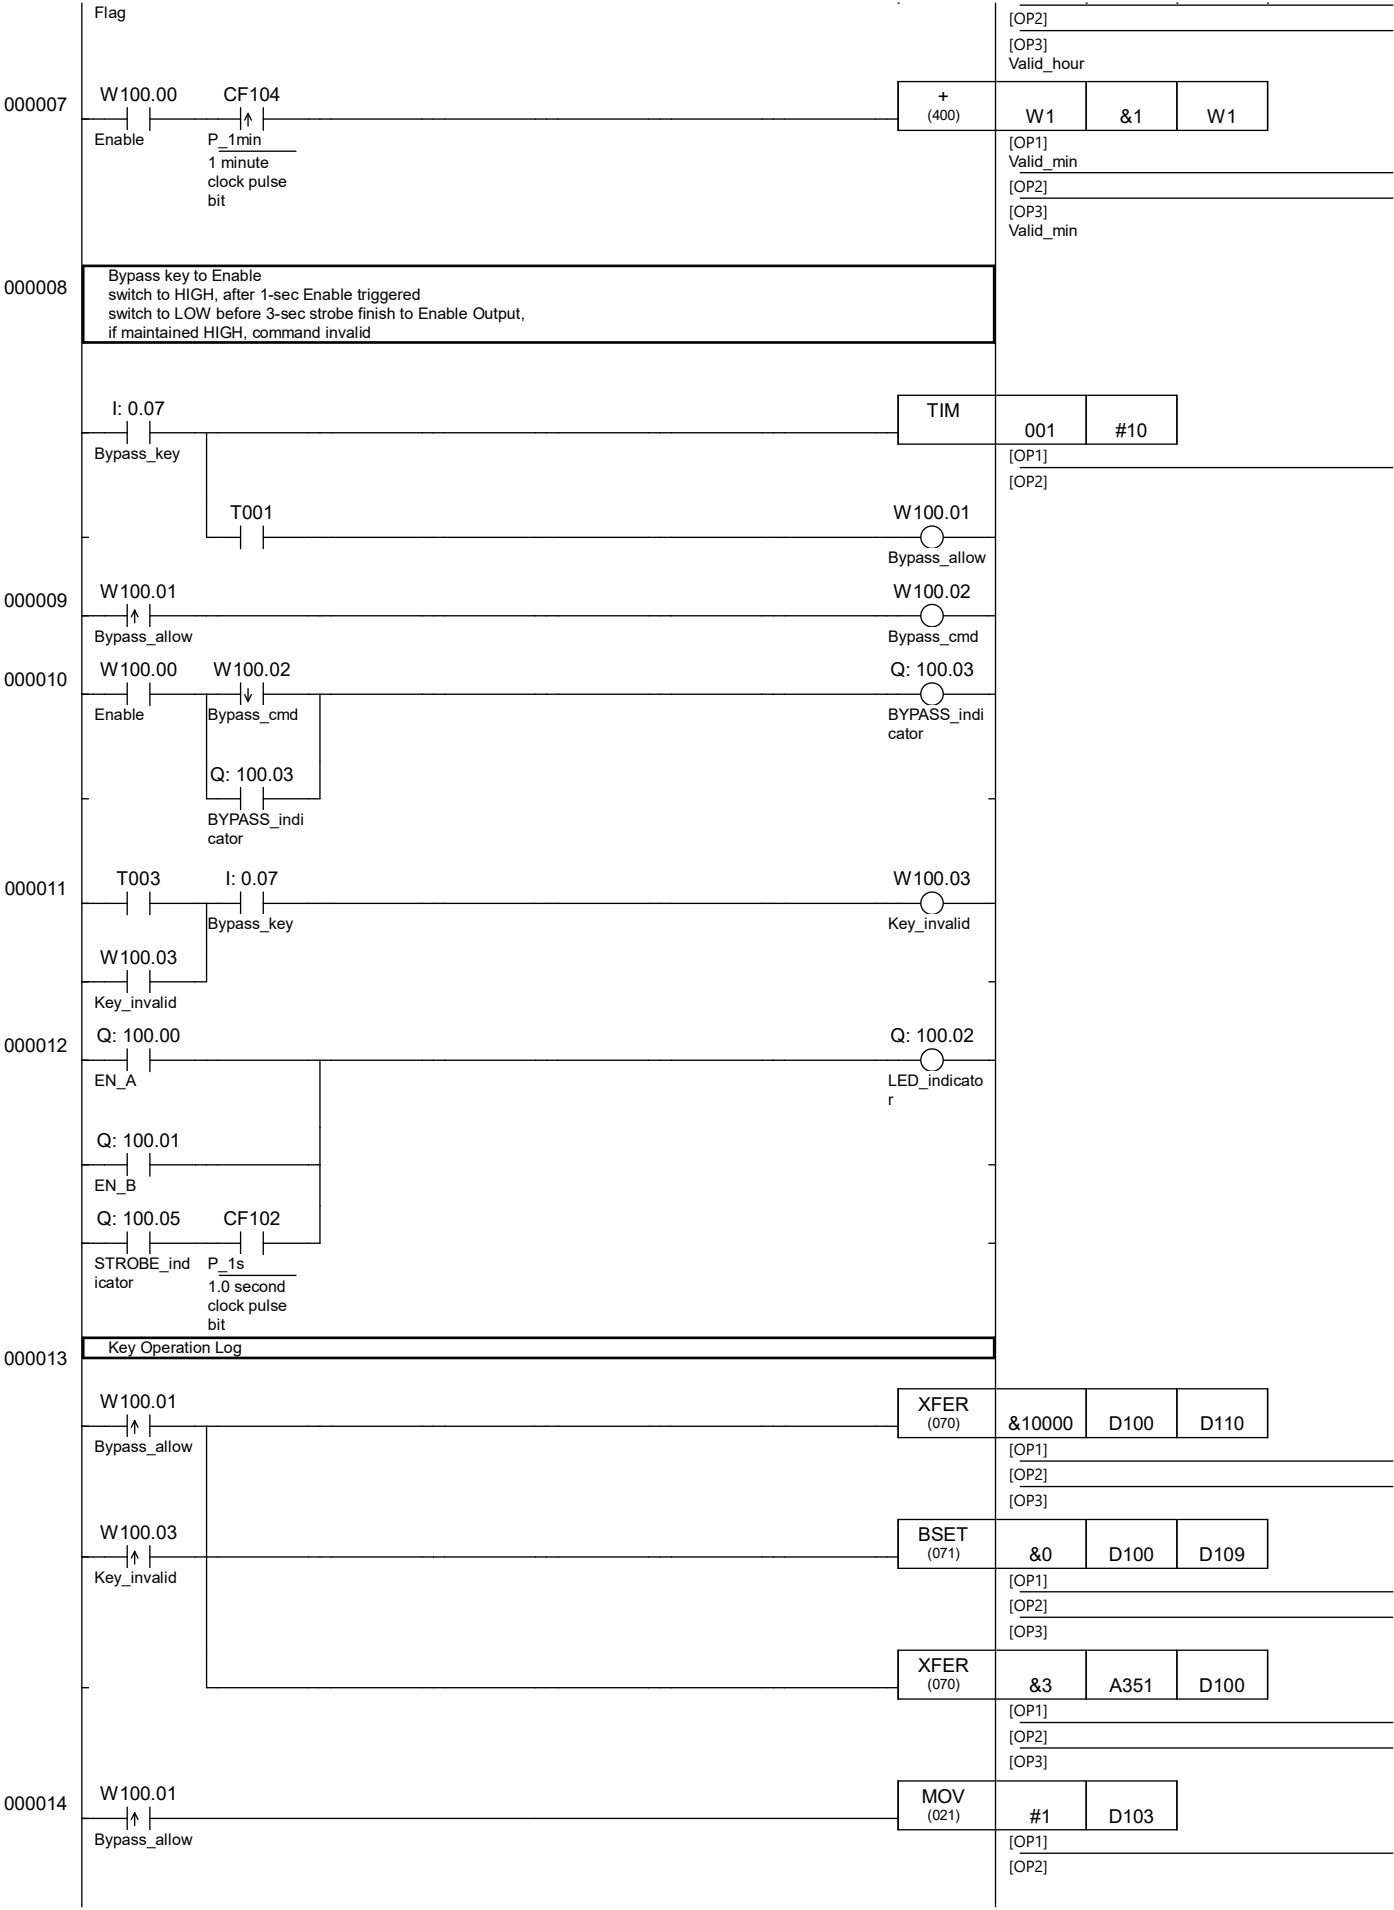 Flag
[OP2]
[OP3]
Valid_hour
000007
W100.00
CF104
+
(400)
W1
&1
W1
Enable
P_1min
1 minute
clock pulse
bit
[OP1]
Valid_min
[OP2]
[OP3]
Valid_min
000008
Bypass key to Enable
switch to HIGH, after 1-sec Enable triggered
switch to LOW before 3-sec strobe finish to Enable Output,
if maintained HIGH, command invalid
I: 0.07
TIM
001
#10
Bypass_key
[OP1]
[OP2]
T001
W100.01
Bypass_allow
000009
W100.01
W100.02
Bypass_allow
Bypass_cmd
000010
W100.00
W100.02
Q: 100.03
Enable
Bypass_cmd
BYPASS_indi
cator
Q: 100.03
BYPASS_indi
cator
000011
T003
I: 0.07
W100.03
Bypass_key
Key_invalid
W100.03
Key_invalid
000012
Q: 100.00
Q: 100.02
EN_A
LED_indicato
r
Q: 100.01
EN_B
Q: 100.05
CF102
STROBE_ind
icator
P_1s
1.0 second
clock pulse
bit
000013
Key Operation Log
W100.01
XFER
(070)
&10000
D100
D110
Bypass_allow
[OP1]
[OP2]
[OP3]
W100.03
BSET
(071)
&0
D100
D109
Key_invalid
[OP1]
[OP2]
[OP3]
XFER
(070)
&3
A351
D100
[OP1]
[OP2]
[OP3]
000014
W100.01
MOV
(021)
#1
D103
Bypass_allow
[OP1]
[OP2]